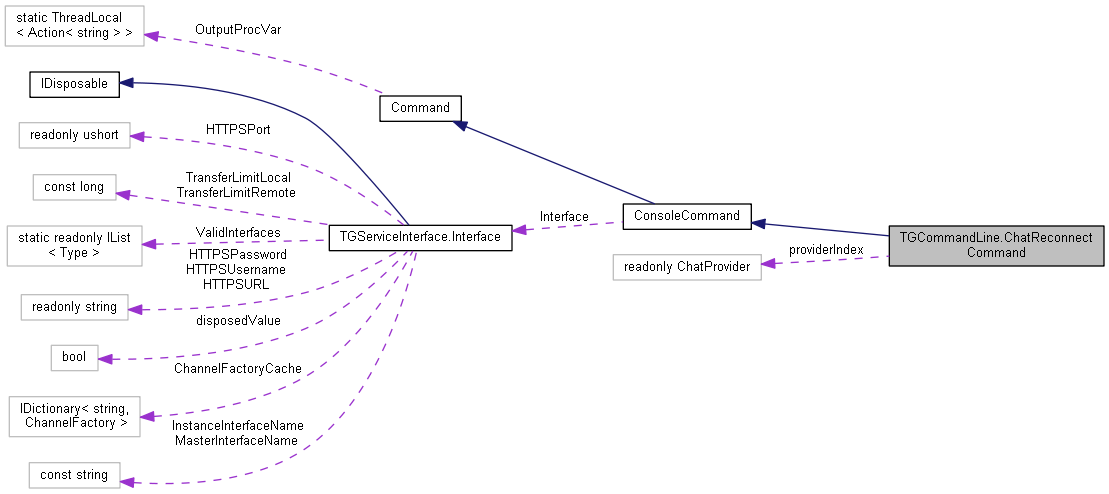 static ThreadLocal
< Action< string > >
OutputProcVar
IDisposable
Command
readonly ushort
HTTPSPort
const long
TransferLimitLocal
TransferLimitRemote
static readonly IList
< Type >
ValidInterfaces
TGServiceInterface.Interface
Interface
ConsoleCommand
TGCommandLine.ChatReconnect
Command
providerIndex
readonly ChatProvider
HTTPSPassword
HTTPSUsername
HTTPSURL
readonly string
disposedValue
bool
ChannelFactoryCache
IDictionary< string,
ChannelFactory >
InstanceInterfaceName
MasterInterfaceName
const string